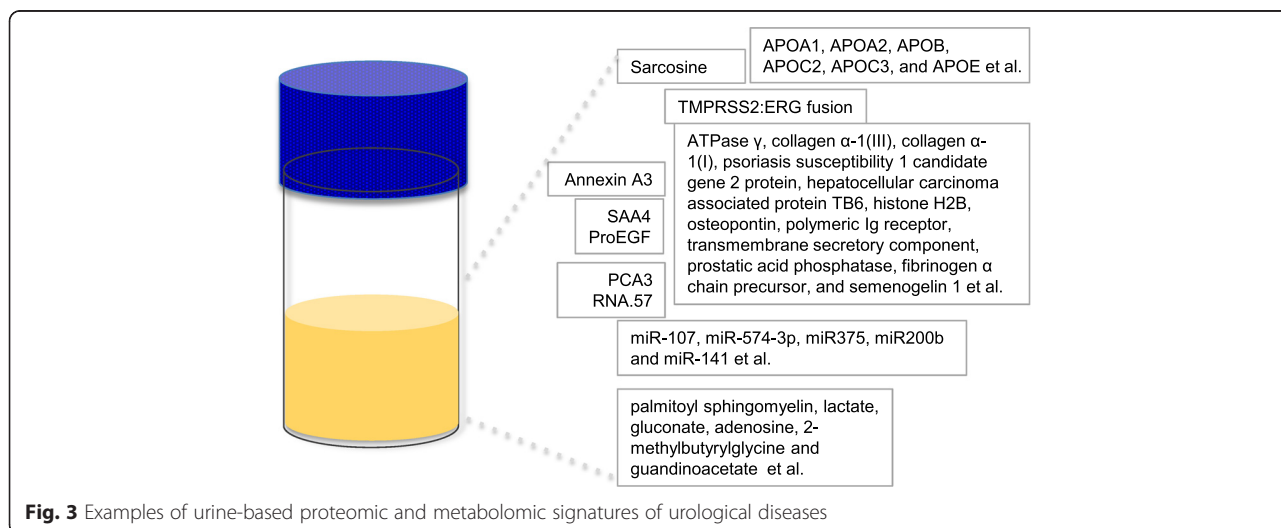 APOA1, APOA2, APOB,
APOC2, APOC3, and APOE et al.
Sarcosine
TMPRSS2:ERG fusion
ATPase γ, collagen α-1(III), collagen α-
1(I), psoriasis susceptibility 1 candidate
gene 2 protein, hepatocellular carcinoma
associated protein TB6, histone H2B,
osteopontin, polymeric Ig receptor,
transmembrane secretory component,
prostatic acid phosphatase, fibrinogen α
chain precursor, and semenogelin 1 et al.
Annexin A3
SAA4
ProEGF
PCA3
RNA.57
miR-107, miR-574-3p, miR375, miR200b
and miR-141 et al.
palmitoyl sphingomyelin, lactate,
gluconate, adenosine, 2-
methylbutyrylglycine and
guandinoacetate et al.
Fig. 3 Examples of urine-based proteomic and metabolomic signatures of urological diseases